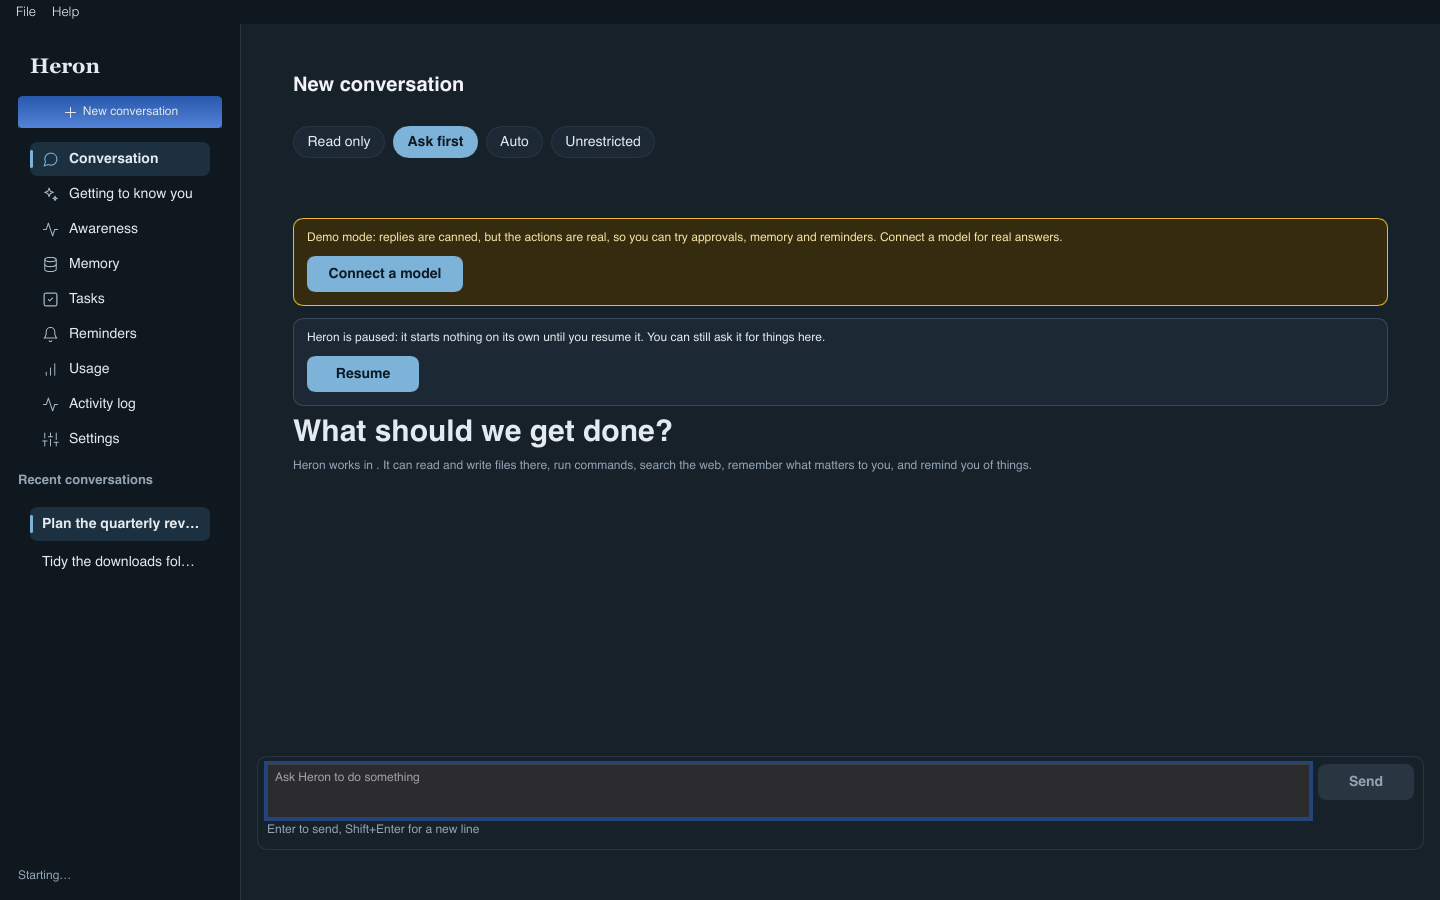 File Help
Heron
New conversation
Conversation
Getting to know you
Awareness
Memory
Tasks
Reminders
Usage
Activity log
Settings
Recent conversations
Plan the quarterly rev…
Tidy the downloads fol…
Starting…
New conversation
Read only Ask first Auto Unrestricted
Demo mode: replies are canned, but the actions are real, so you can try approvals, memory and reminders. Connect a model for real answers.
Connect a model
Heron is paused: it starts nothing on its own until you resume it. You can still ask it for things here.
Resume
What should we get done?
Heron works in . It can read and write files there, run commands, search the web, remember what matters to you, and remind you of things.
Ask Heron to do something
Send
Enter to send, Shift+Enter for a new line